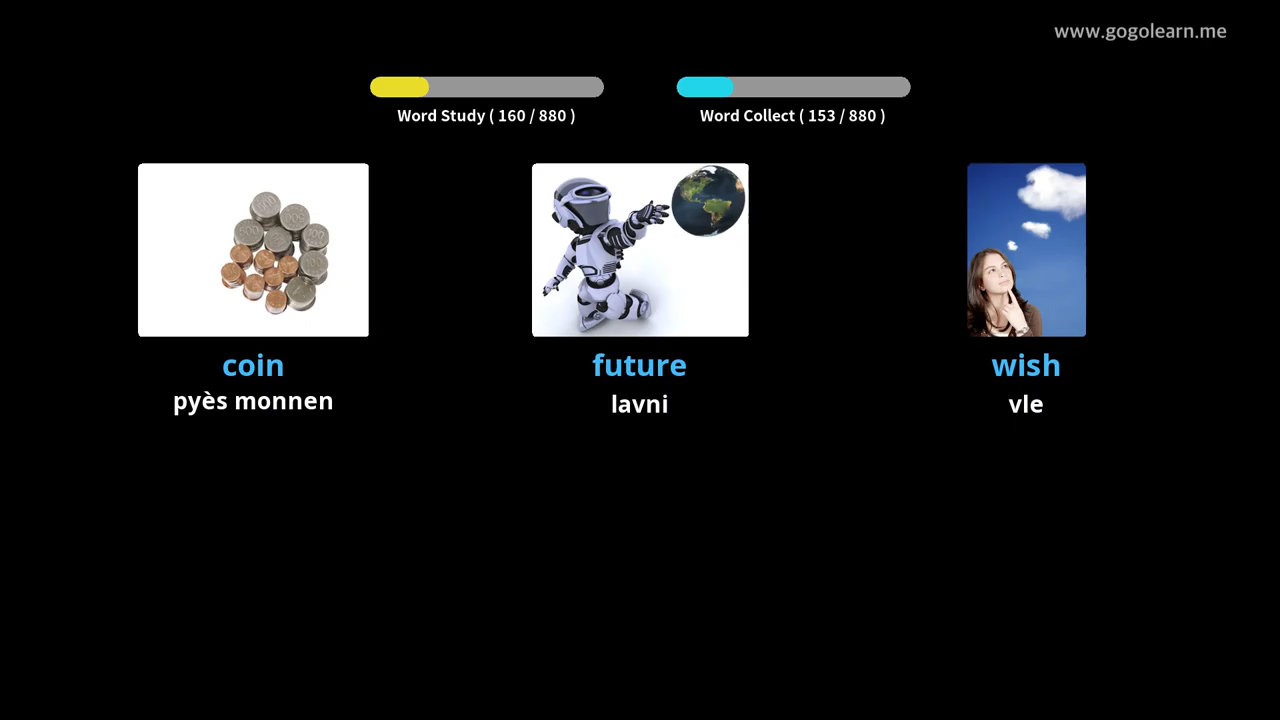 www.gogolearn.me
Word Study ( 160 / 880 )
Word Collect ( 153 / 880 )
coin
pyès monnen
future
lavni
wish
vle